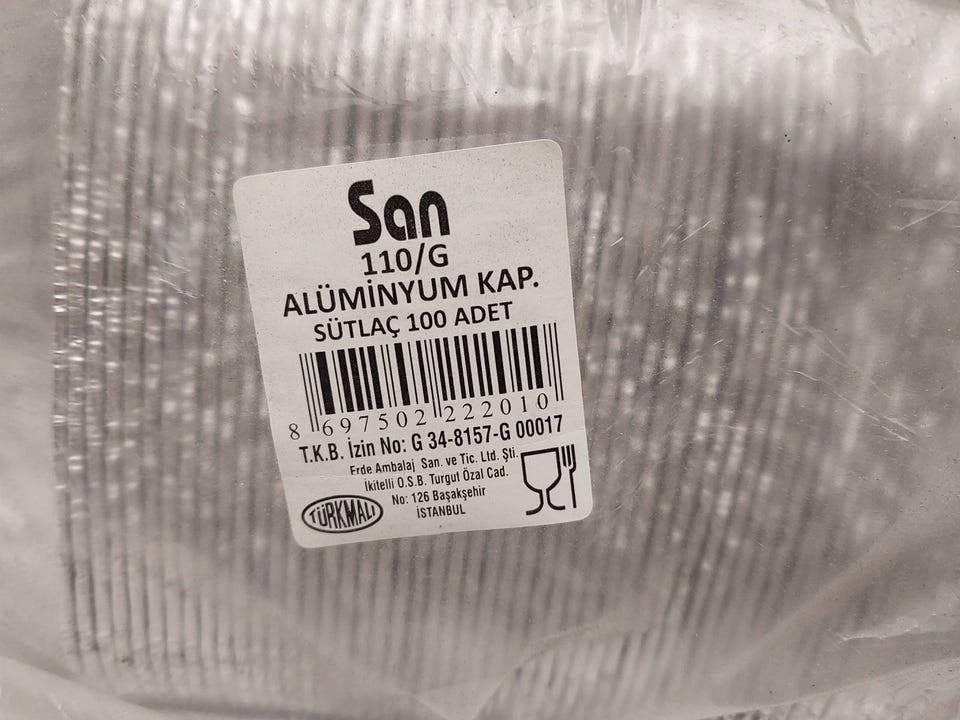 San
110/G
ALÜMİNYUM KAP.
SÜTLAÇ 100 ADET
8 697502 222010
T.K.B. İzin No: G 34-8157-G 00017
Erde Ambalaj San. ve Tic. Ltd. Şti.
İkitelli O.S.B. Turgut Özal Cad.
No: 126 Başakşehir
İSTANBUL
TÜRKMALI